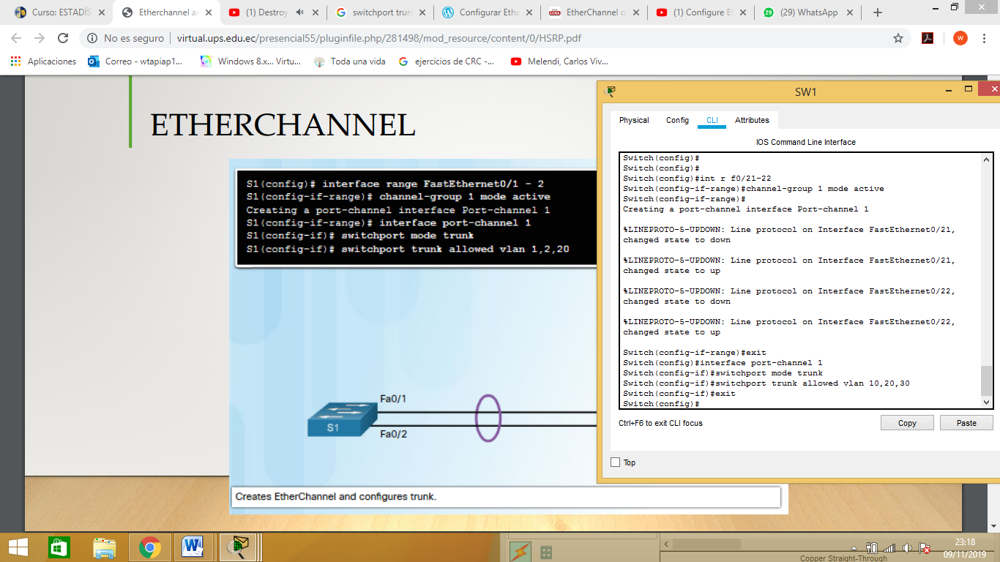 Curso: ESTADÍS
Etherchannel a
(1) Destroy
switchport trun
Configurar Ethe
EtherChannel o
(1) Configure Et
(29) WhatsApp
No es seguro
virtual.ups.edu.ec/presencial55/pluginfile.php/281498/mod_resource/content/0/HSRP.pdf
W
Aplicaciones
Correo - wtapiap1...
Windows 8.x... Virtu...
Toda una vida
ejercicios de CRC -...
Melendi, Carlos Viv...
ETHERCHANNEL
S1(config)# interface range FastEthernet0/1 - 2
S1(config-if-range)# channel-group 1 mode active
Creating a port-channel interface Port-channel 1
S1(config-if-range)# interface port-channel 1
S1(config-if)# switchport mode trunk
S1(config-if)# switchport trunk allowed vlan 1,2,20
Fa0/1
S1
Fa0/2
Creates EtherChannel and configures trunk.
SW1
Physical
Config
CLI
Attributes
IOS Command Line Interface
Switch(config)#
Switch(config)#
Switch(config)#int r f0/21-22
Switch(config-if-range)#channel-group 1 mode active
Switch(config-if-range)#
Creating a port-channel interface Port-channel 1
%LINEPROTO-5-UPDOWN: Line protocol on Interface FastEthernet0/21,
changed state to down
%LINEPROTO-5-UPDOWN: Line protocol on Interface FastEthernet0/21,
changed state to up
%LINEPROTO-5-UPDOWN: Line protocol on Interface FastEthernet0/22,
changed state to down
%LINEPROTO-5-UPDOWN: Line protocol on Interface FastEthernet0/22,
changed state to up
Switch(config-if-range)#exit
Switch(config)#interface port-channel 1
Switch(config-if)#switchport mode trunk
Switch(config-if)#switchport trunk allowed vlan 10,20,30
Switch(config-if)#exit
Switch(config)#
Ctrl+F6 to exit CLI focus
Copy
Paste
Top
Copper Straight-Through
23:18
09/11/2019